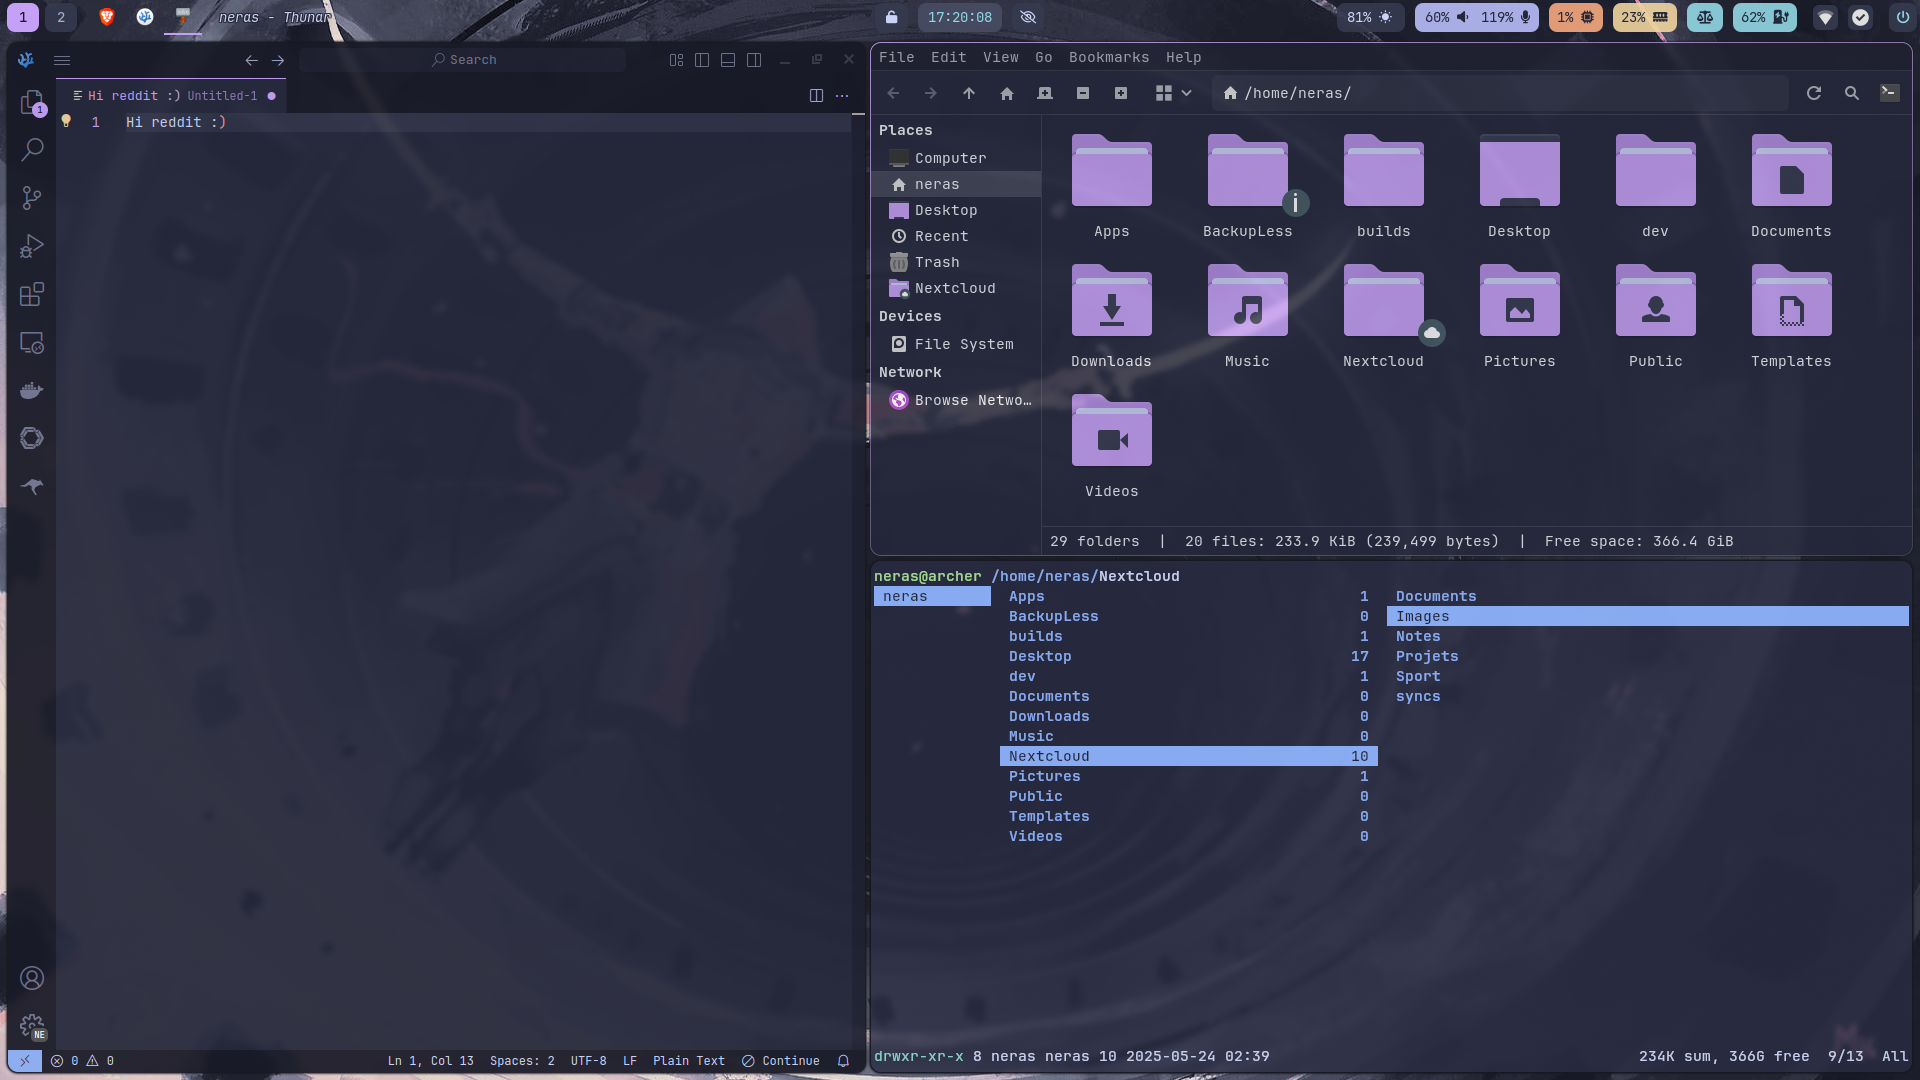 1 2 neras - Thunar 17:20:08 81% 60% 119% 1% 23% 62%
Search
Hi reddit :) Untitled-1
1 Hi reddit :)
1
NE
0 0 Ln 1, Col 13 Spaces: 2 UTF-8 LF Plain Text Continue
File Edit View Go Bookmarks Help
/home/neras/
Places
Computer
neras
Desktop
Recent
Trash
Nextcloud
Devices
File System
Network
Browse Netwo…
Apps BackupLess builds Desktop dev Documents
Downloads Music Nextcloud Pictures Public Templates
Videos
29 folders | 20 files: 233.9 KiB (239,499 bytes) | Free space: 366.4 GiB
neras@archer /home/neras/Nextcloud
neras Apps 1 Documents
BackupLess 0 Images
builds 1 Notes
Desktop 17 Projets
dev 1 Sport
Documents 0 syncs
Downloads 0
Music 0
Nextcloud 10
Pictures 1
Public 0
Templates 0
Videos 0
drwxr-xr-x 8 neras neras 10 2025-05-24 02:39 234K sum, 366G free 9/13 All